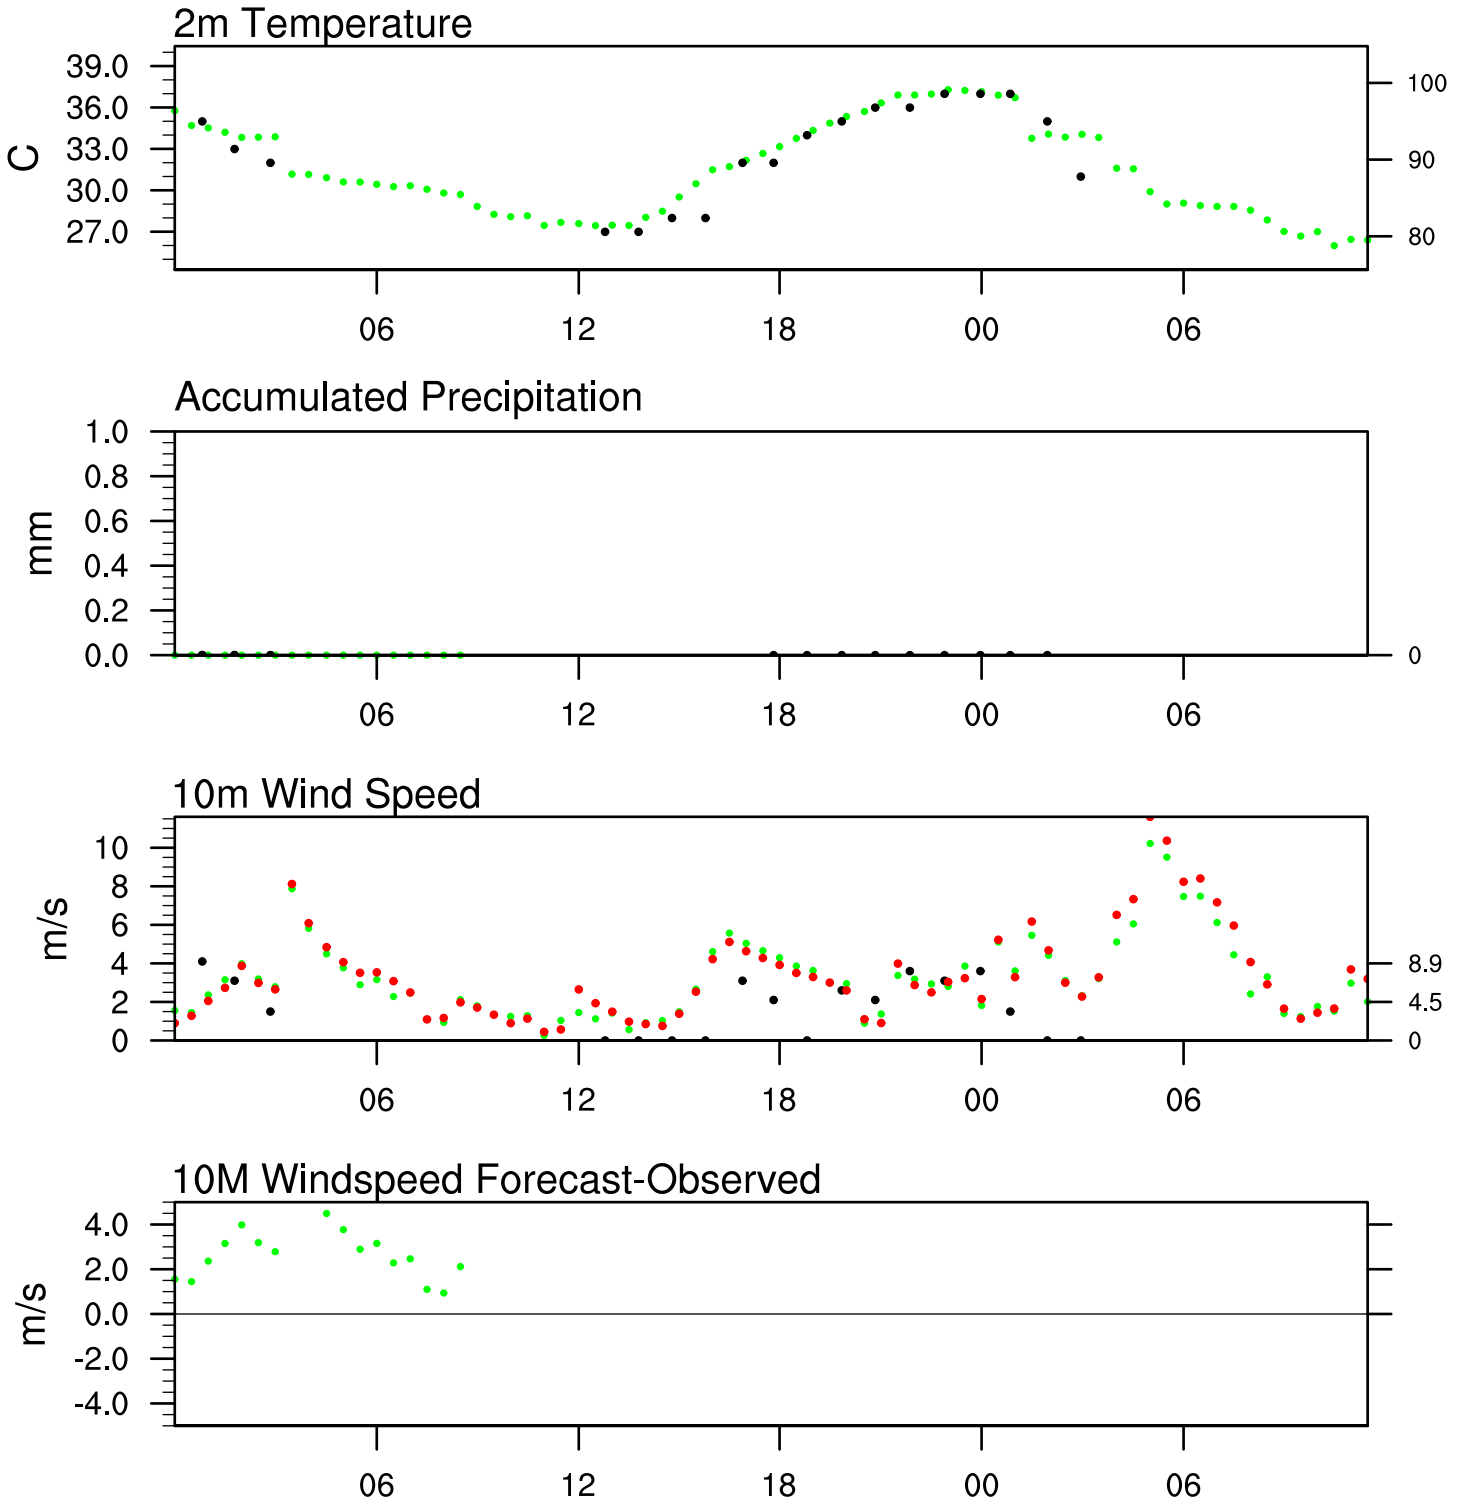 2m Temperature
39.0
36.0
33.0
30.0
27.0
C
100
90
80
06 12 18 00 06
Accumulated Precipitation
1.0
0.8
0.6
0.4
0.2
0.0
mm
0
06 12 18 00 06
10m Wind Speed
10
8
6
4
2
0
m/s
8.9
4.5
0
06 12 18 00 06
10M Windspeed Forecast-Observed
4.0
2.0
0.0
-2.0
-4.0
m/s
06 12 18 00 06